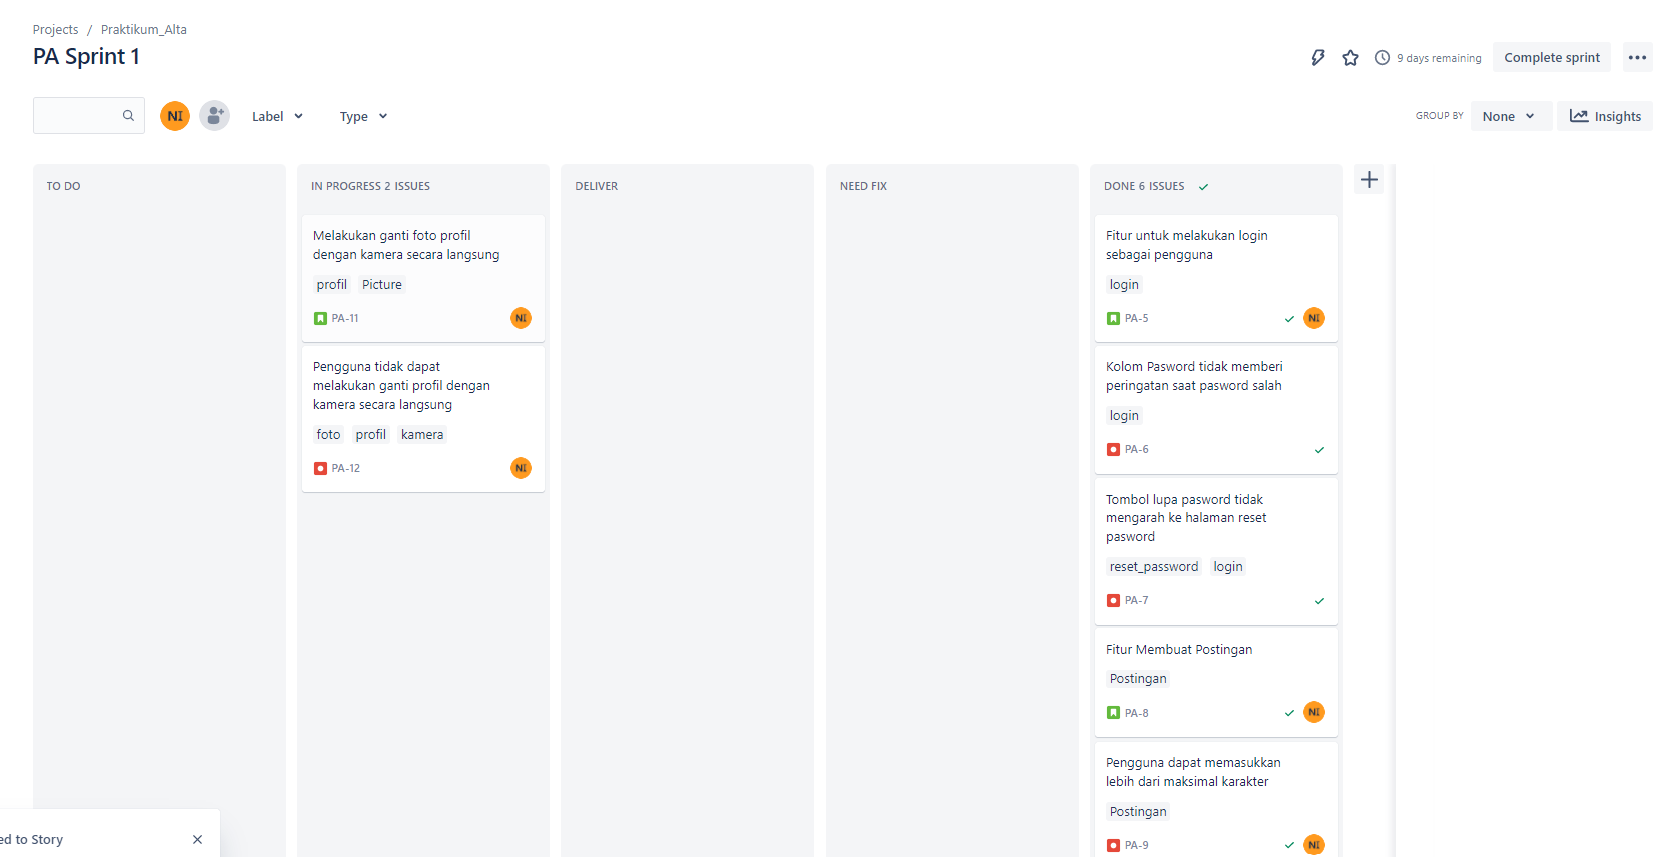 Projects / Praktikum_Alta
PA Sprint 1
9 days remaining
Complete sprint
NI
Label
Type
GROUP BY
None
Insights
TO DO
IN PROGRESS 2 ISSUES
Melakukan ganti foto profil
dengan kamera secara langsung
profil Picture
PA-11
NI
Pengguna tidak dapat
melakukan ganti profil dengan
kamera secara langsung
foto profil kamera
PA-12
NI
DELIVER
NEED FIX
DONE 6 ISSUES
Fitur untuk melakukan login
sebagai pengguna
login
PA-5
NI
Kolom Pasword tidak memberi
peringatan saat pasword salah
login
PA-6
Tombol lupa pasword tidak
mengarah ke halaman reset
pasword
reset_password login
PA-7
Fitur Membuat Postingan
Postingan
PA-8
NI
Pengguna dapat memasukkan
lebih dari maksimal karakter
Postingan
PA-9
NI
ed to Story